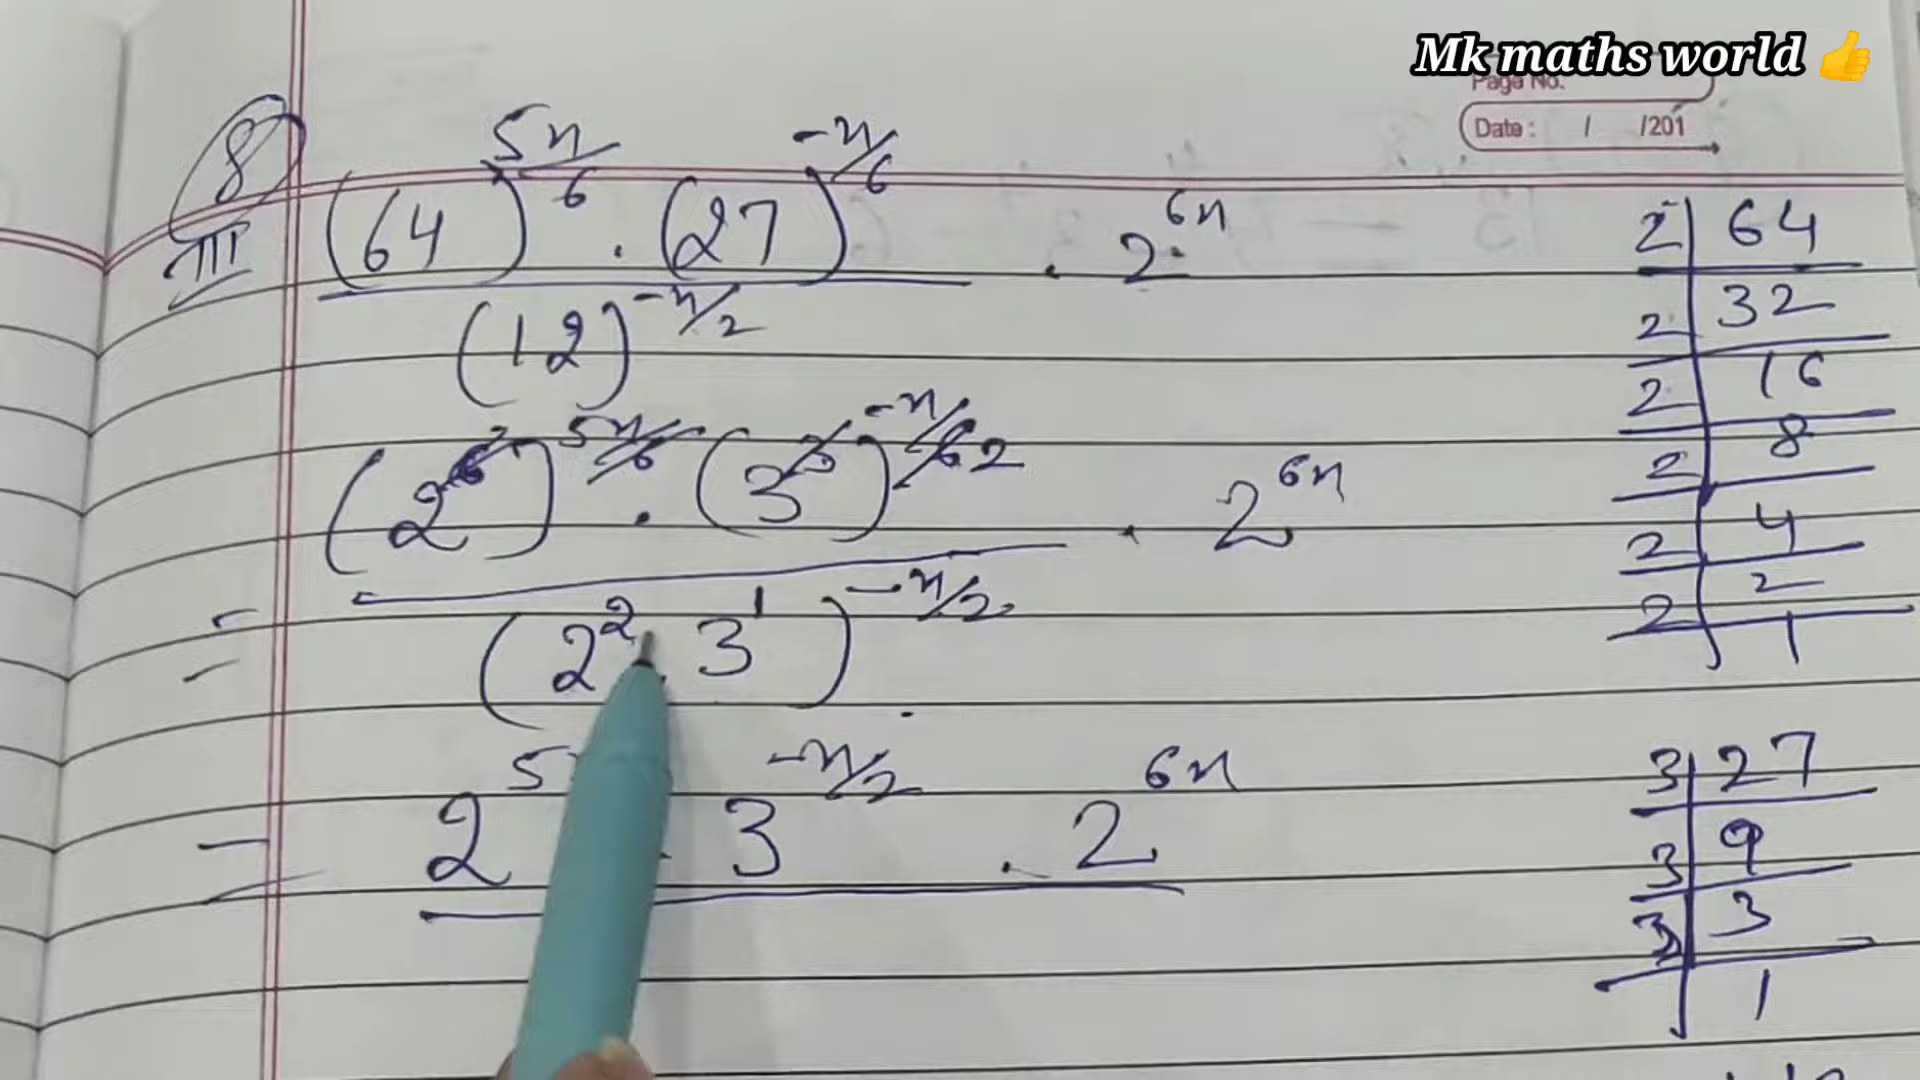 Mk maths world 👍
Page No.
Date : / /201
8
III
(64)^5n/6 . (27)^-n/6 . 2^6n
(12)^-n/2
= (2^6)^5n/6 . (3^3)^-n/6 2 . 2^6n
(2^2 . 3^1)^-n/2
= 2^5 . 3^-n/2 . 2^6n
2 | 64
2 | 32
2 | 16
2 | 8
2 | 4
2 | 2
1
3 | 27
3 | 9
3 | 3
1